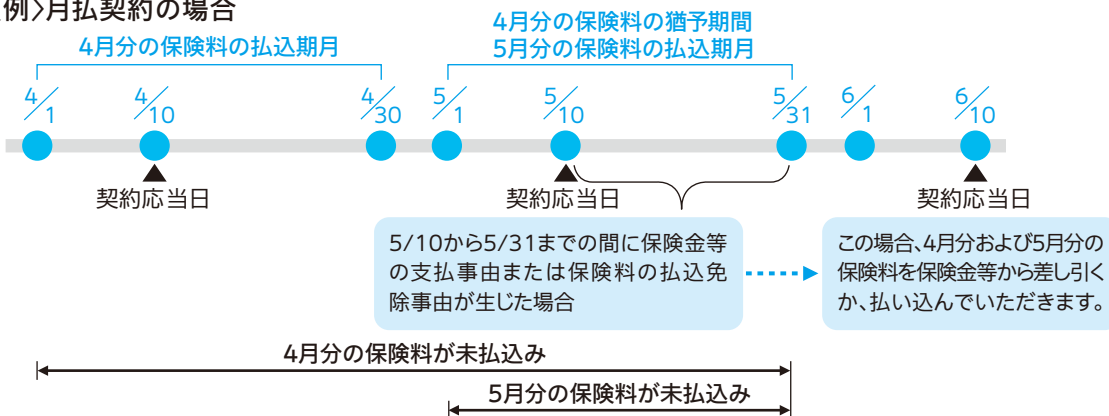 例〉月払契約の場合
4月分の保険料の払込期月
4月分の保険料の猶予期間
5月分の保険料の払込期月
4/1
4/10
4/30
5/1
5/10
5/31
6/1
6/10
契約応当日
契約応当日
契約応当日
5/10から5/31までの間に保険金等
の支払事由または保険料の払込免
除事由が生じた場合
この場合、4月分および5月分の
保険料を保険金等から差し引く
か、払い込んでいただきます。
4月分の保険料が未払込み
5月分の保険料が未払込み